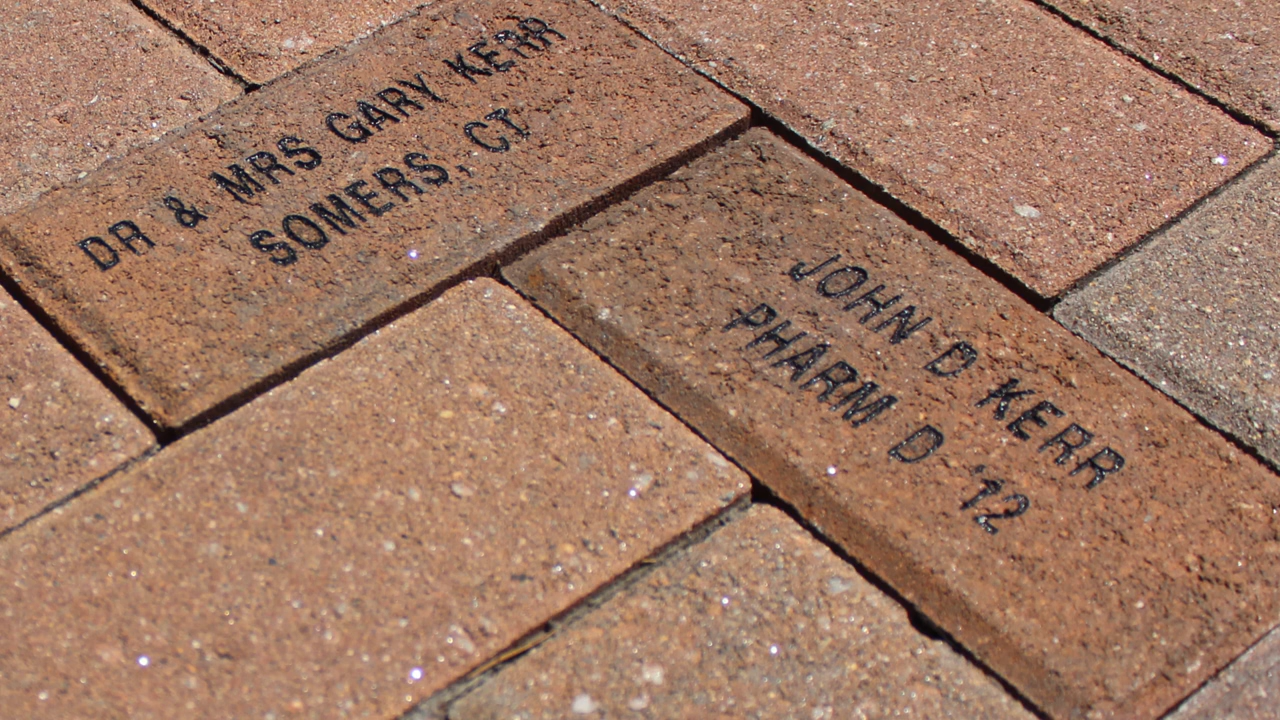 DR & MRS GARY KERR
SOMERS, CT
JOHN D KERR
PHARM D '12